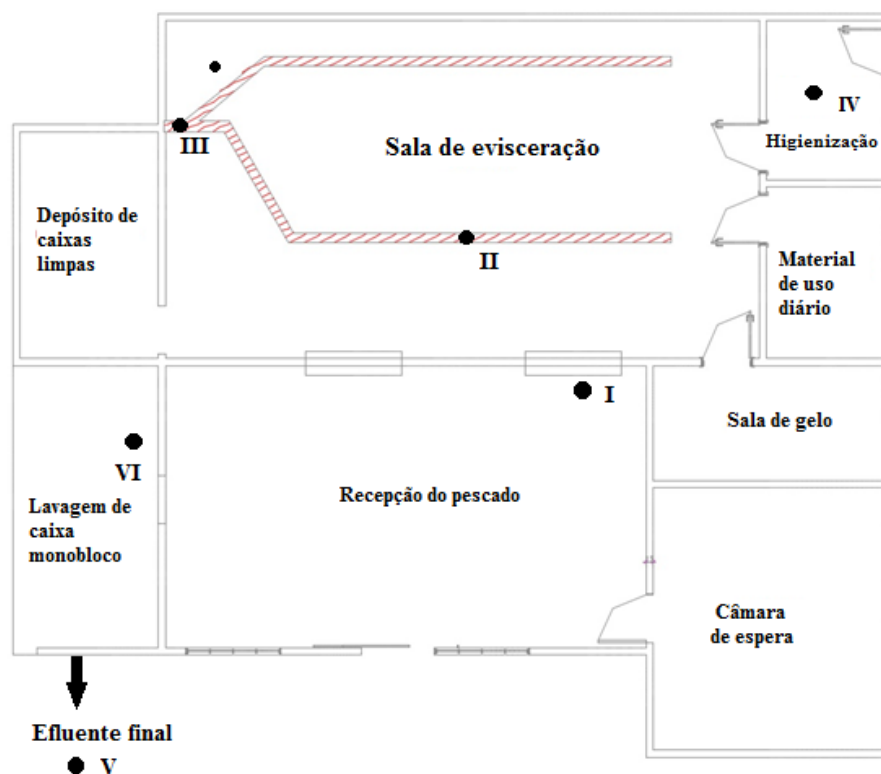 IV
III
Higienização
Sala de evisceração
Depósito de
caixas
limpas
II
Material
de uso
diário
I
Sala de gelo
VI
Recepção do pescado
Lavagem de
caixa
monobloco
Câmara
de espera
Efluente final
V